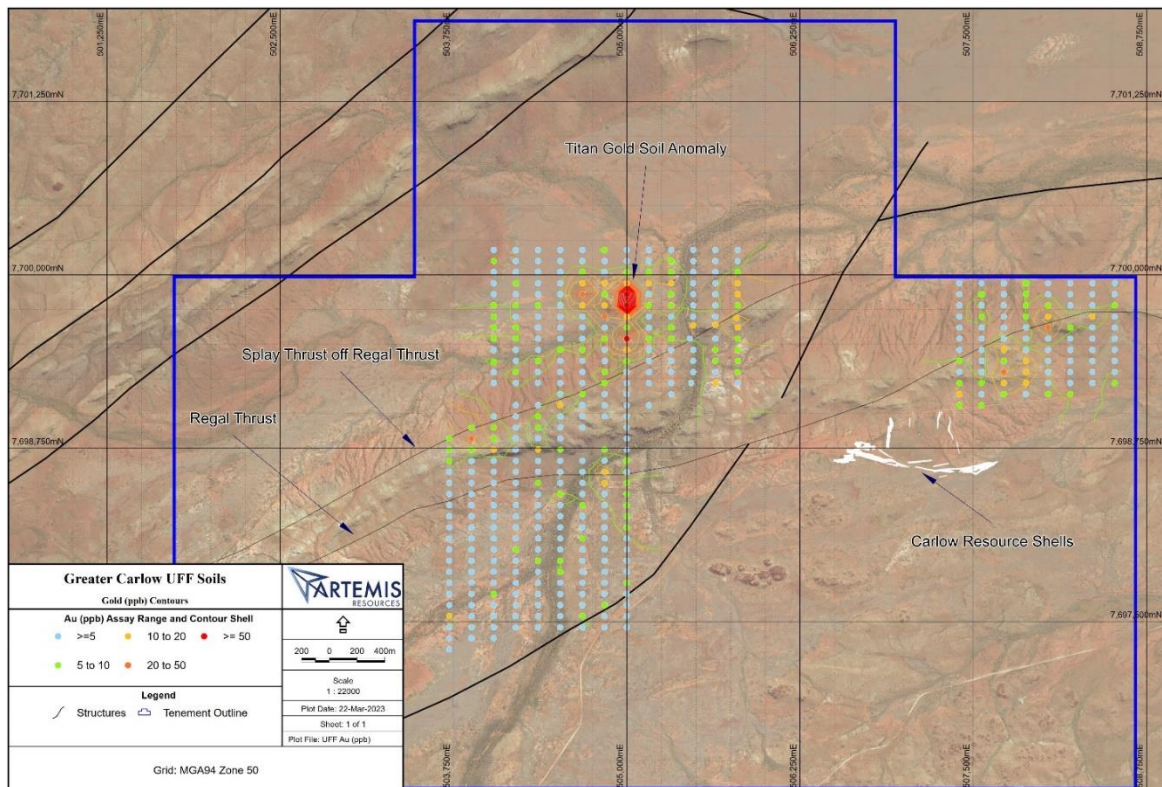 501,250mE
502,500mE
503,750mE
505,000mE
506,250mE
507,500mE
508,750mE
7,701,250mN
7,701,250mN
Titan Gold Soil Anomaly
7,700,000mN
7,700,000mN
Splay Thrust off Regal Thrust
Regal Thrust
7,698,750mN
7,698,750mN
Carlow Resource Shells
7,697,500mN
503,750mE
505,000mE
506,250mE
507,500mE
508,750mE
Greater Carlow UFF Soils
Gold (ppb) Contours
Au (ppb) Assay Range and Contour Shell
>=5
10 to 20
>= 50
5 to 10
20 to 50
Legend
Structures
Tenement Outline
Grid: MGA94 Zone 50
ARTEMIS
RESOURCES
200 0 200 400m
Scale
1 : 22000
Plot Date: 22-Mar-2023
Sheet: 1 of 1
Plot File: UFF Au (ppb)